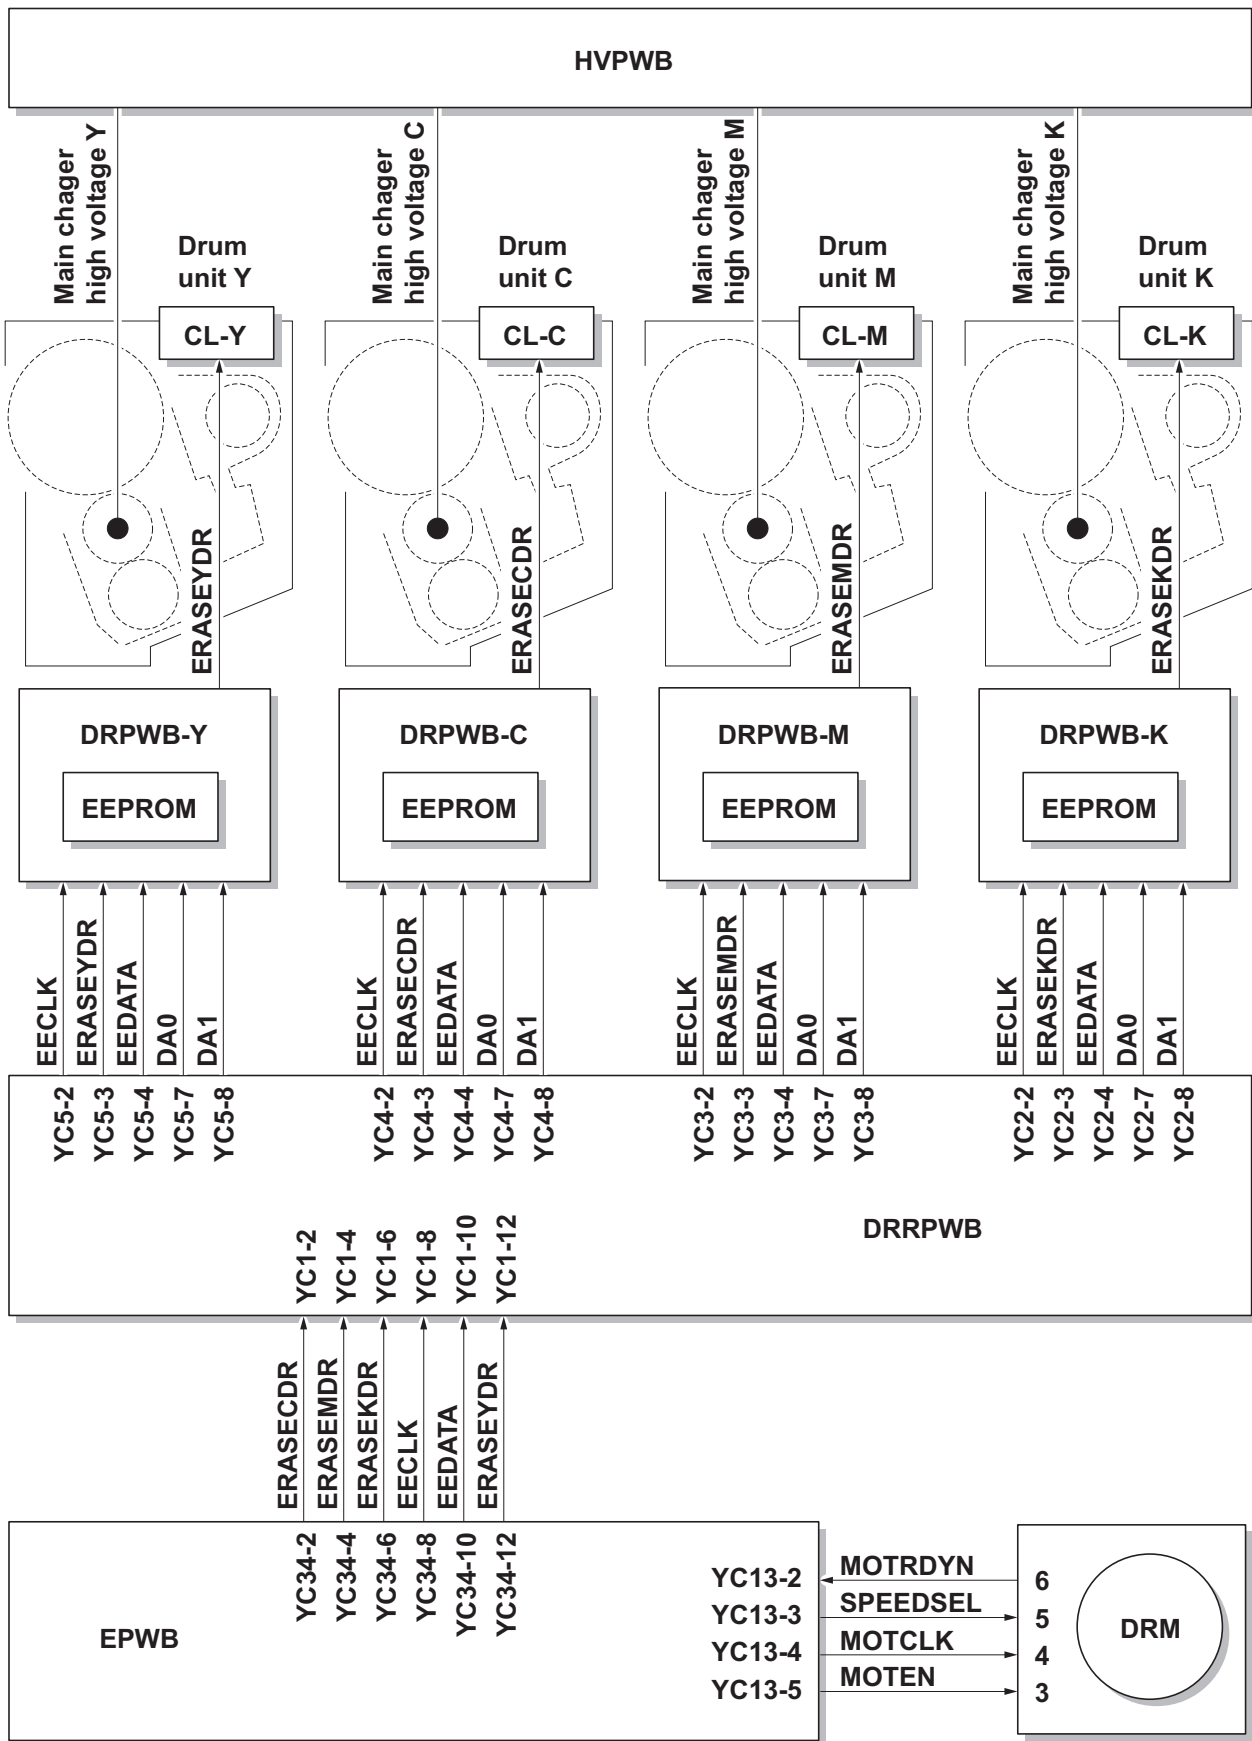 HVPWB
Main chager
high voltage Y
Main chager
high voltage C
Main chager
high voltage M
Main chager
high voltage K
Drum
unit Y
Drum
unit C
Drum
unit M
Drum
unit K
CL-Y
CL-C
CL-M
CL-K
ERASEYDR
ERASECDR
ERASEMDR
ERASEKDR
DRPWB-Y
DRPWB-C
DRPWB-M
DRPWB-K
EEPROM
EEPROM
EEPROM
EEPROM
EECLK
ERASEYDR
EEDATA
DA0
DA1
EECLK
ERASECDR
EEDATA
DA0
DA1
EECLK
ERASEMDR
EEDATA
DA0
DA1
EECLK
ERASEKDR
EEDATA
DA0
DA1
YC5-2
YC5-3
YC5-4
YC5-7
YC5-8
YC4-2
YC4-3
YC4-4
YC4-7
YC4-8
YC3-2
YC3-3
YC3-4
YC3-7
YC3-8
YC2-2
YC2-3
YC2-4
YC2-7
YC2-8
DRRPWB
YC1-2
YC1-4
YC1-6
YC1-8
YC1-10
YC1-12
ERASECDR
ERASEMDR
ERASEKDR
EECLK
EEDATA
ERASEYDR
YC34-2
YC34-4
YC34-6
YC34-8
YC34-10
YC34-12
EPWB
YC13-2 MOTRDYN 6
YC13-3 SPEEDSEL 5
YC13-4 MOTCLK 4
YC13-5 MOTEN 3
DRM